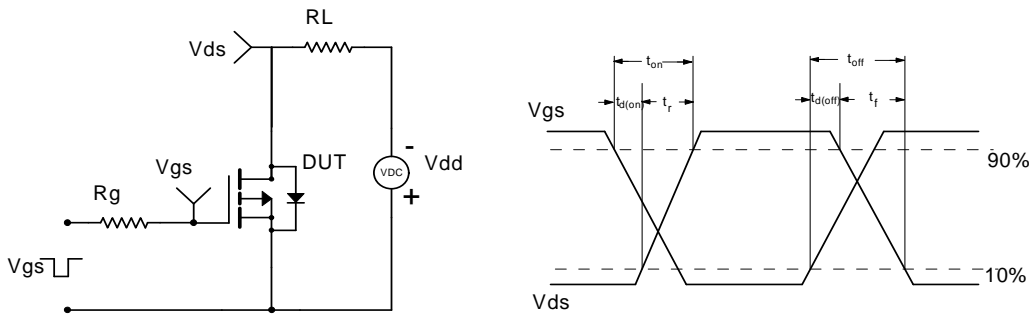 RL
Vds
-
DUT
Vgs
VDC
Vdd
+
Rg
Vgs
ton
toff
td(on)
tr
td(off)
tf
Vgs
90%
10%
Vds